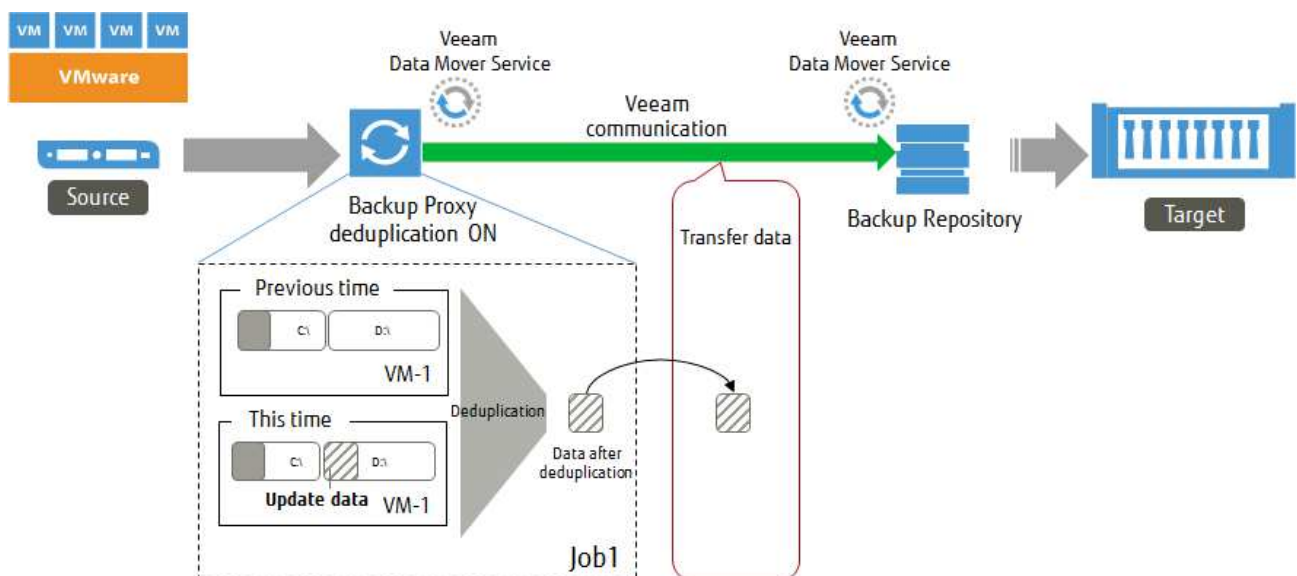 VM VM VM VM
VMware
Source
Veeam
Data Mover Service
Veeam
communication
Veeam
Data Mover Service
Backup Proxy
deduplication ON
Backup Repository
Target
Transfer data
Previous time
C:\ D:\
VM-1
This time
C:\ D:\
Update data
VM-1
Deduplication
Data after
deduplication
Job1